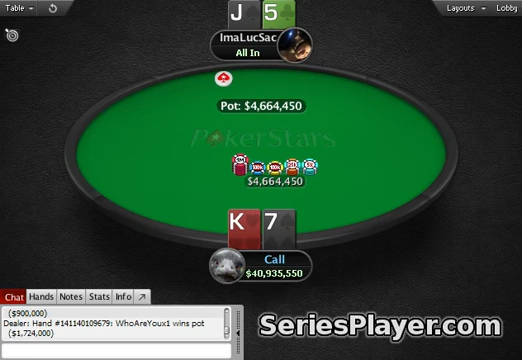 Table
Layouts
Lobby
J 5
ImaLucSac
All In
Pot: $4,664,450
PokerStars
$4,664,450
K 7
Call
$40,935,550
Chat Hands Notes Stats Info
($900,000)
Dealer: Hand #141140109679: WhoAreYoux1 wins pot
($1,724,000)
SeriesPlayer.com